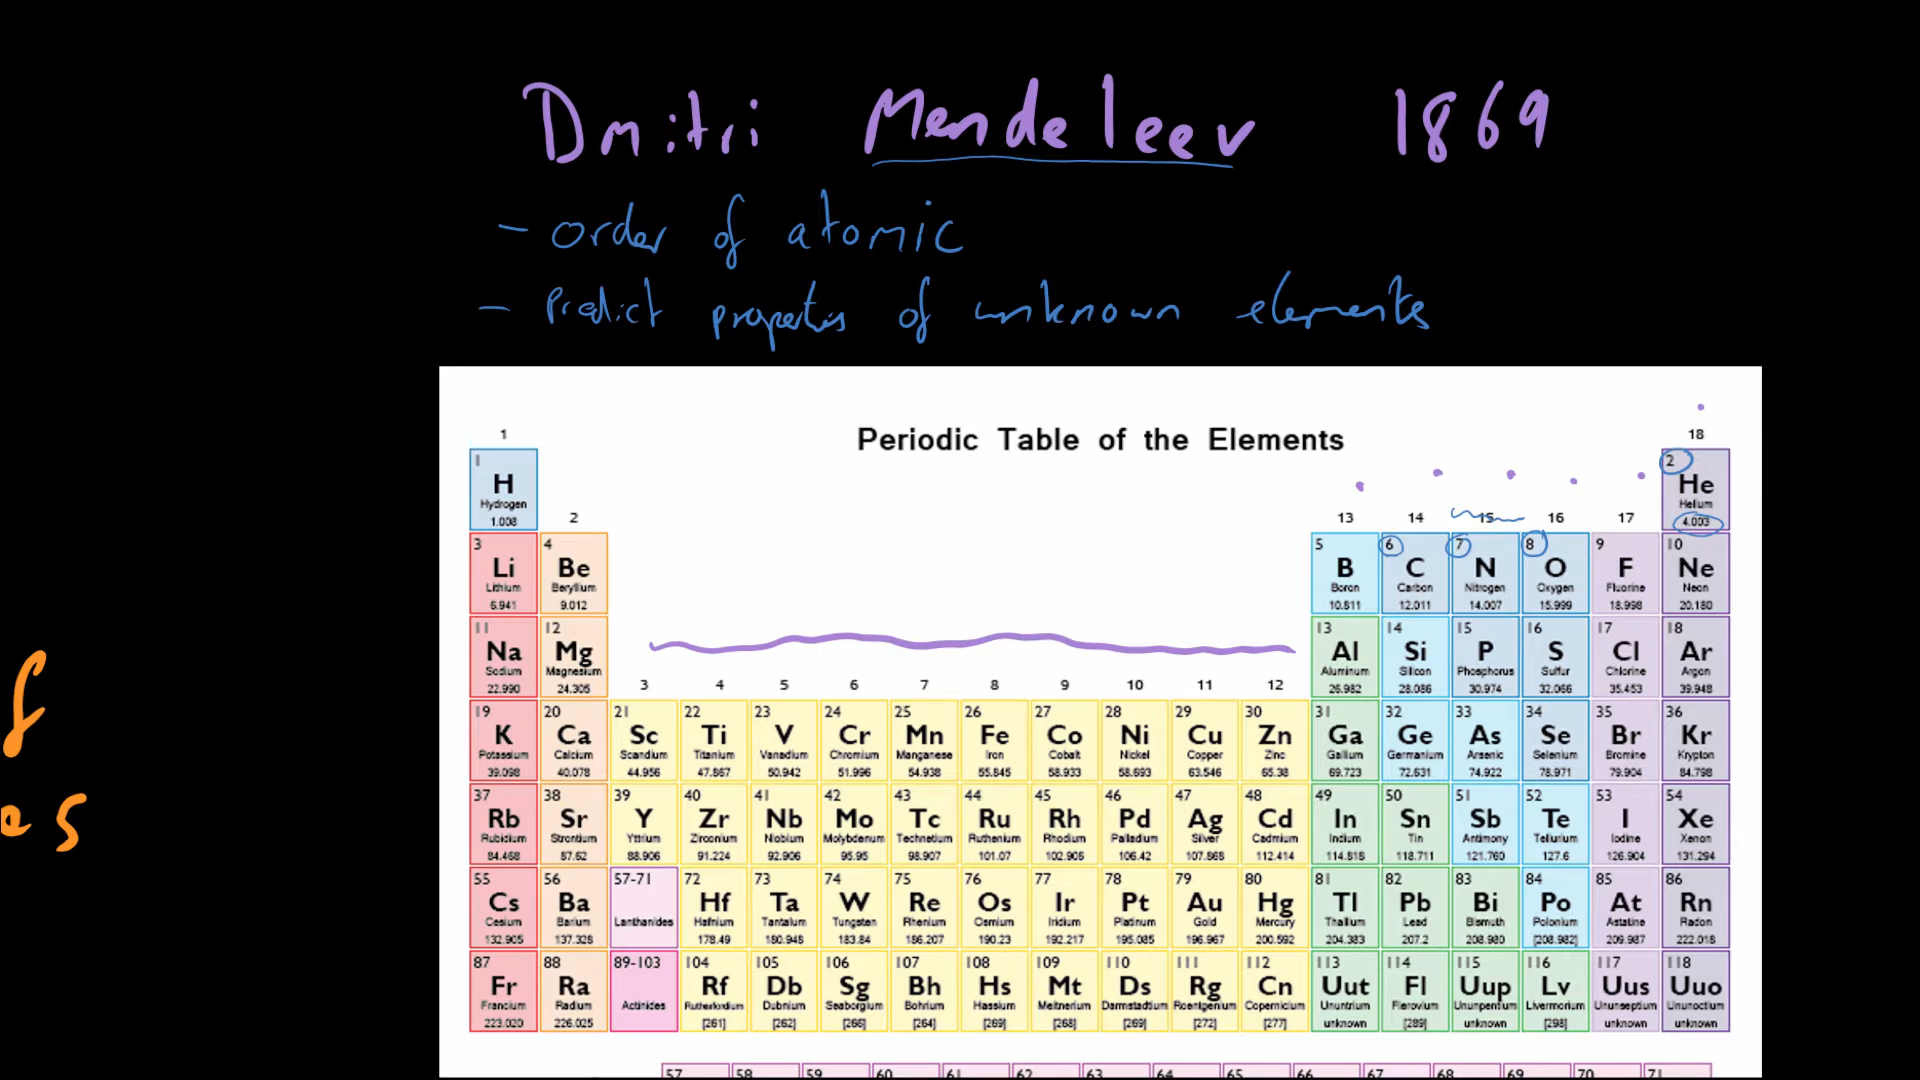 Dmitri Mendeleev 1869
- order of atomic
- Predict properties of unknown elements
Periodic Table of the Elements
1 18
1 2
H He
Hydrogen Helium
1.008 4.003
2 13 14 15 16 17
3 4 5 6 7 8 9 10
Li Be B C N O F Ne
Lithium Beryllium Boron Carbon Nitrogen Oxygen Fluorine Neon
6.941 9.012 10.811 12.011 14.007 15.999 18.998 20.180
11 12 13 14 15 16 17 18
Na Mg Al Si P S Cl Ar
Sodium Magnesium Aluminum Silicon Phosphorus Sulfur Chlorine Argon
22.990 24.305 26.982 28.086 30.974 32.066 35.453 39.948
3 4 5 6 7 8 9 10 11 12
19 20 21 22 23 24 25 26 27 28 29 30 31 32 33 34 35 36
K Ca Sc Ti V Cr Mn Fe Co Ni Cu Zn Ga Ge As Se Br Kr
Potassium Calcium Scandium Titanium Vanadium Chromium Manganese Iron Cobalt Nickel Copper Zinc Gallium Germanium Arsenic Selenium Bromine Krypton
39.098 40.078 44.956 47.867 50.942 51.996 54.938 55.845 58.933 58.693 63.546 65.38 69.723 72.631 74.922 78.971 79.904 84.798
37 38 39 40 41 42 43 44 45 46 47 48 49 50 51 52 53 54
Rb Sr Y Zr Nb Mo Tc Ru Rh Pd Ag Cd In Sn Sb Te I Xe
Rubidium Strontium Yttrium Zirconium Niobium Molybdenum Technetium Ruthenium Rhodium Palladium Silver Cadmium Indium Tin Antimony Tellurium Iodine Xenon
84.468 87.62 88.906 91.224 92.906 95.95 98.907 101.07 102.906 106.42 107.868 112.414 114.818 118.711 121.760 127.6 126.904 131.294
55 56 57-71 72 73 74 75 76 77 78 79 80 81 82 83 84 85 86
Cs Ba Hf Ta W Re Os Ir Pt Au Hg Tl Pb Bi Po At Rn
Cesium Barium Lanthanides Hafnium Tantalum Tungsten Rhenium Osmium Iridium Platinum Gold Mercury Thallium Lead Bismuth Polonium Astatine Radon
132.905 137.328 178.49 180.948 183.84 186.207 190.23 192.217 195.085 196.967 200.592 204.383 207.2 208.980 [208.982] 209.987 222.018
87 88 89-103 104 105 106 107 108 109 110 111 112 113 114 115 116 117 118
Fr Ra Rf Db Sg Bh Hs Mt Ds Rg Cn Uut Fl Uup Lv Uus Uuo
Francium Radium Actinides Rutherfordium Dubnium Seaborgium Bohrium Hassium Meitnerium Darmstadtium Roentgenium Copernicium Ununtrium Flerovium Ununpentium Livermorium Ununseptium Ununoctium
223.020 226.025 [261] [262] [266] [264] [269] [268] [269] [272] [277] unknown [289] unknown [298] unknown unknown
57 58 59 60 61 62 63 64 65 66 67 68 69 70 71
f
es